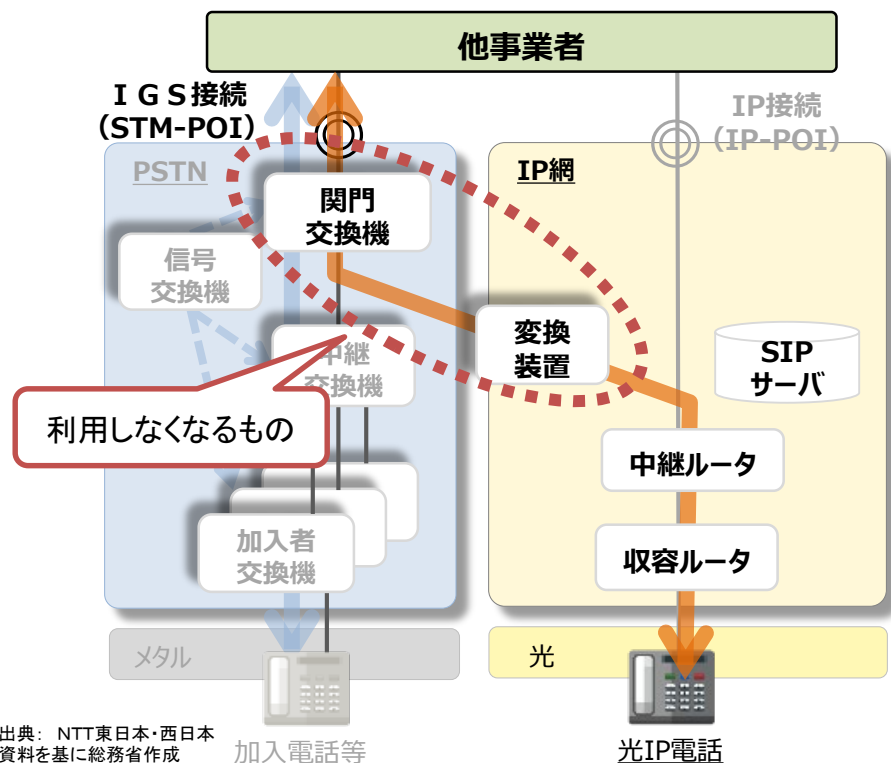 他事業者
ＩＧＳ接続
（STM-POI）
IP接続
（IP-POI）
PSTN
IP網
関門
交換機
信号
交換機
変換
装置
SIP
サーバ
中継
交換機
利用しなくなるもの
中継ルータ
加入者
交換機
収容ルータ
メタル
光
出典： NTT東日本・西日本
資料を基に総務省作成
加入電話等
光IP電話